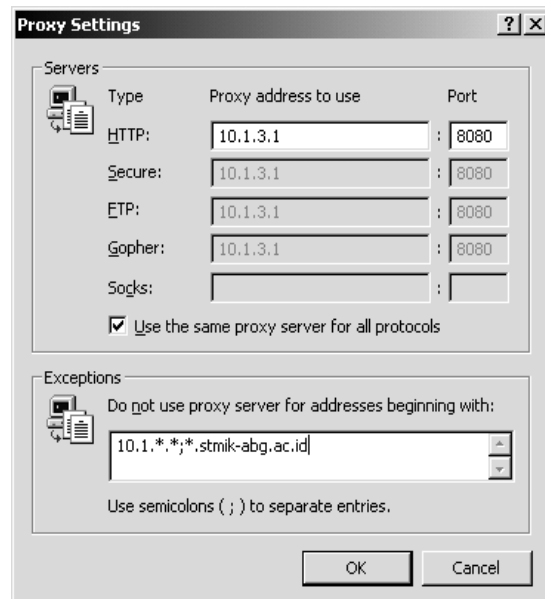 Proxy Settings
Servers
Type Proxy address to use Port
HTTP: 10.1.3.1 : 8080
Secure: 10.1.3.1 : 8080
FTP: 10.1.3.1 : 8080
Gopher: 10.1.3.1 : 8080
Socks: :
Use the same proxy server for all protocols
Exceptions
Do not use proxy server for addresses beginning with:
10.1.*.*;*.stmik-abg.ac.id
Use semicolons ( ; ) to separate entries.
OK Cancel